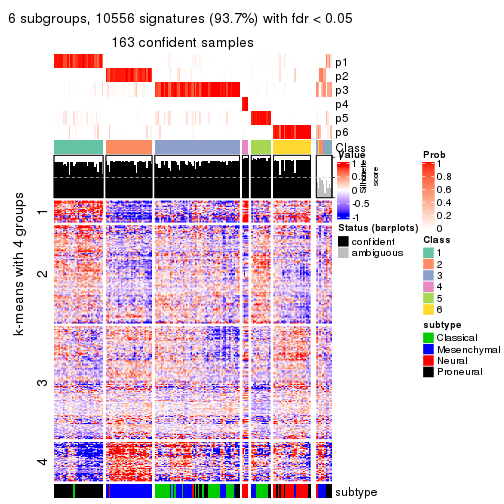 6 subgroups, 10556 signatures (93.7%) with fdr < 0.05
163 confident samples
p1
p2
p3
p4
p5
p6
Class
Value
1
0.5
0
-0.5
-1
Silhouette
score
Status (barplots)
confident
ambiguous
Prob
1
0.8
0.6
0.4
0.2
0
Class
1
2
3
4
5
6
subtype
Classical
Mesenchymal
Neural
Proneural
k-means with 4 groups
1
2
3
4
subtype